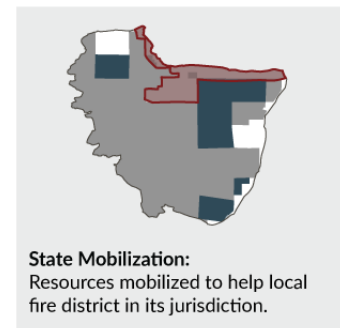 State Mobilization:
Resources mobilized to help local
fire district in its jurisdiction.